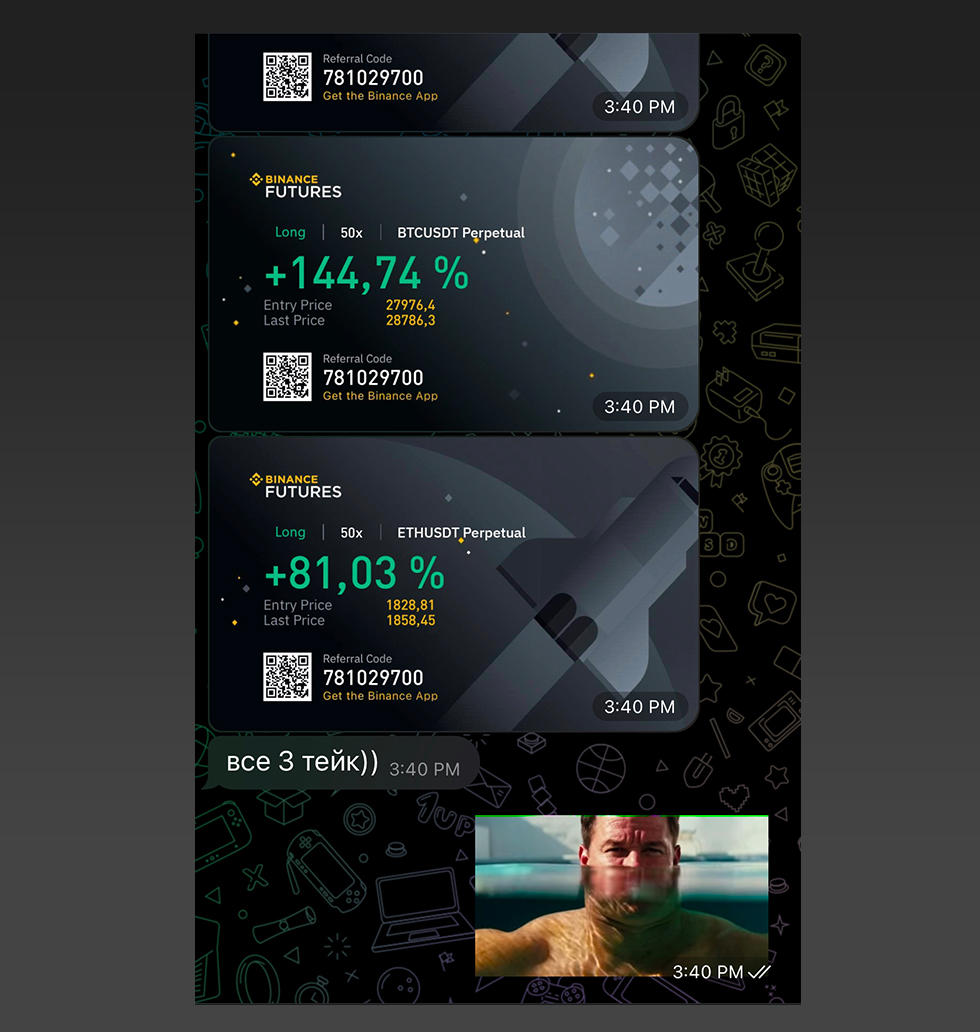 Referral Code
781029700
Get the Binance App
3:40 PM
BINANCE
FUTURES
Long | 50x | BTCUSDT Perpetual
+144,74 %
Entry Price 27976,4
Last Price 28786,3
Referral Code
781029700
Get the Binance App
3:40 PM
BINANCE
FUTURES
Long | 50x | ETHUSDT Perpetual
+81,03 %
Entry Price 1828,81
Last Price 1858,45
Referral Code
781029700
Get the Binance App
3:40 PM
все 3 тейк)) 3:40 PM
1up
3:40 PM